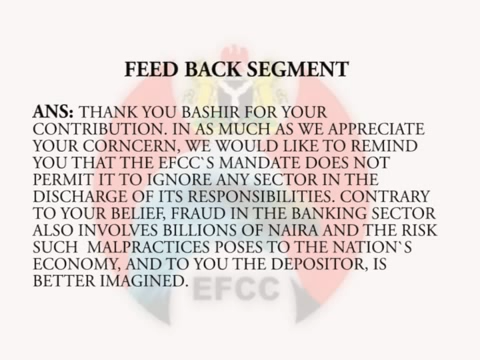 FEED BACK SEGMENT
ANS: THANK YOU BASHIR FOR YOUR
CONTRIBUTION. IN AS MUCH AS WE APPRECIATE
YOUR CORNCERN, WE WOULD LIKE TO REMIND
YOU THAT THE EFCC`S MANDATE DOES NOT
PERMIT IT TO IGNORE ANY SECTOR IN THE
DISCHARGE OF ITS RESPONSIBILITIES. CONTRARY
TO YOUR BELIEF, FRAUD IN THE BANKING SECTOR
ALSO INVOLVES BILLIONS OF NAIRA AND THE RISK
SUCH MALPRACTICES POSES TO THE NATION`S
ECONOMY, AND TO YOU THE DEPOSITOR, IS
BETTER IMAGINED.
EFCC